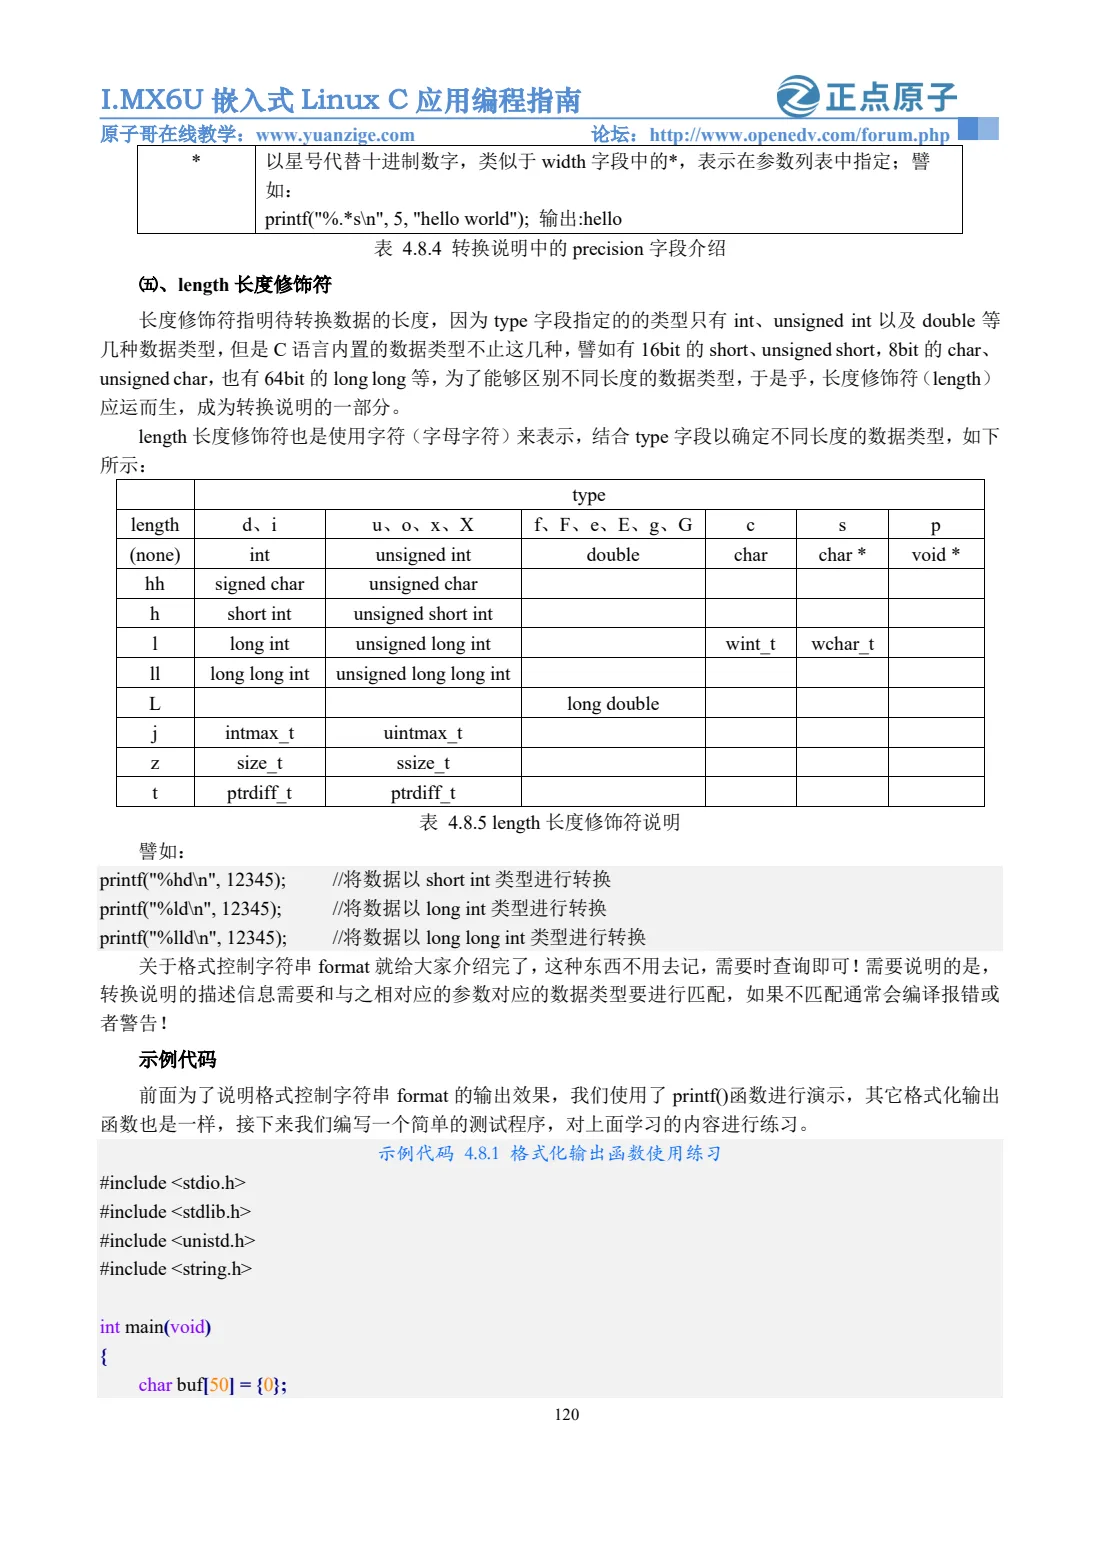 I.MX6U 嵌入式 Linux C 应用编程指南
正点原子
原子哥在线教学：www.yuanzige.com 论坛：http://www.openedv.com/forum.php
* 以星号代替十进制数字，类似于 width 字段中的*，表示在参数列表中指定；譬
如：
printf("%.*s\n", 5, "hello world"); 输出:hello
表 4.8.4 转换说明中的 precision 字段介绍
㈤、length 长度修饰符
长度修饰符指明待转换数据的长度，因为 type 字段指定的的类型只有 int、unsigned int 以及 double 等
几种数据类型，但是 C 语言内置的数据类型不止这几种，譬如有 16bit 的 short、unsigned short，8bit 的 char、
unsigned char，也有 64bit 的 long long 等，为了能够区别不同长度的数据类型，于是乎，长度修饰符（length）
应运而生，成为转换说明的一部分。
length 长度修饰符也是使用字符（字母字符）来表示，结合 type 字段以确定不同长度的数据类型，如下
所示：
type
length d、i u、o、x、X f、F、e、E、g、G c s p
(none) int unsigned int double char char * void *
hh signed char unsigned char
h short int unsigned short int
l long int unsigned long int wint_t wchar_t
ll long long int unsigned long long int
L long double
j intmax_t uintmax_t
z size_t ssize_t
t ptrdiff_t ptrdiff_t
表 4.8.5 length 长度修饰符说明
譬如：
printf("%hd\n", 12345); //将数据以 short int 类型进行转换
printf("%ld\n", 12345); //将数据以 long int 类型进行转换
printf("%lld\n", 12345); //将数据以 long long int 类型进行转换
关于格式控制字符串 format 就给大家介绍完了，这种东西不用去记，需要时查询即可！需要说明的是，
转换说明的描述信息需要和与之相对应的参数对应的数据类型要进行匹配，如果不匹配通常会编译报错或
者警告！
示例代码
前面为了说明格式控制字符串 format 的输出效果，我们使用了 printf()函数进行演示，其它格式化输出
函数也是一样，接下来我们编写一个简单的测试程序，对上面学习的内容进行练习。
示例代码 4.8.1 格式化输出函数使用练习
#include <stdio.h>
#include <stdlib.h>
#include <unistd.h>
#include <string.h>
int main(void)
{
char buf[50] = {0};
120